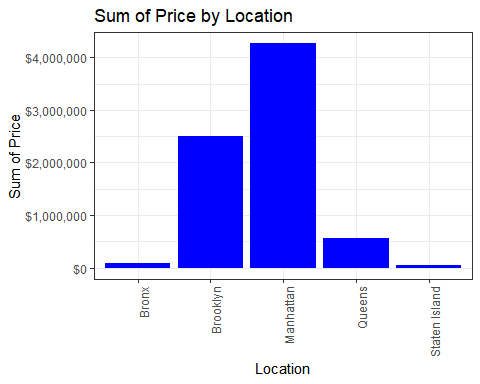 Sum of Price by Location
Sum of Price
$4,000,000
$3,000,000
$2,000,000
$1,000,000
$0
Bronx
Brooklyn
Manhattan
Queens
Staten Island
Location